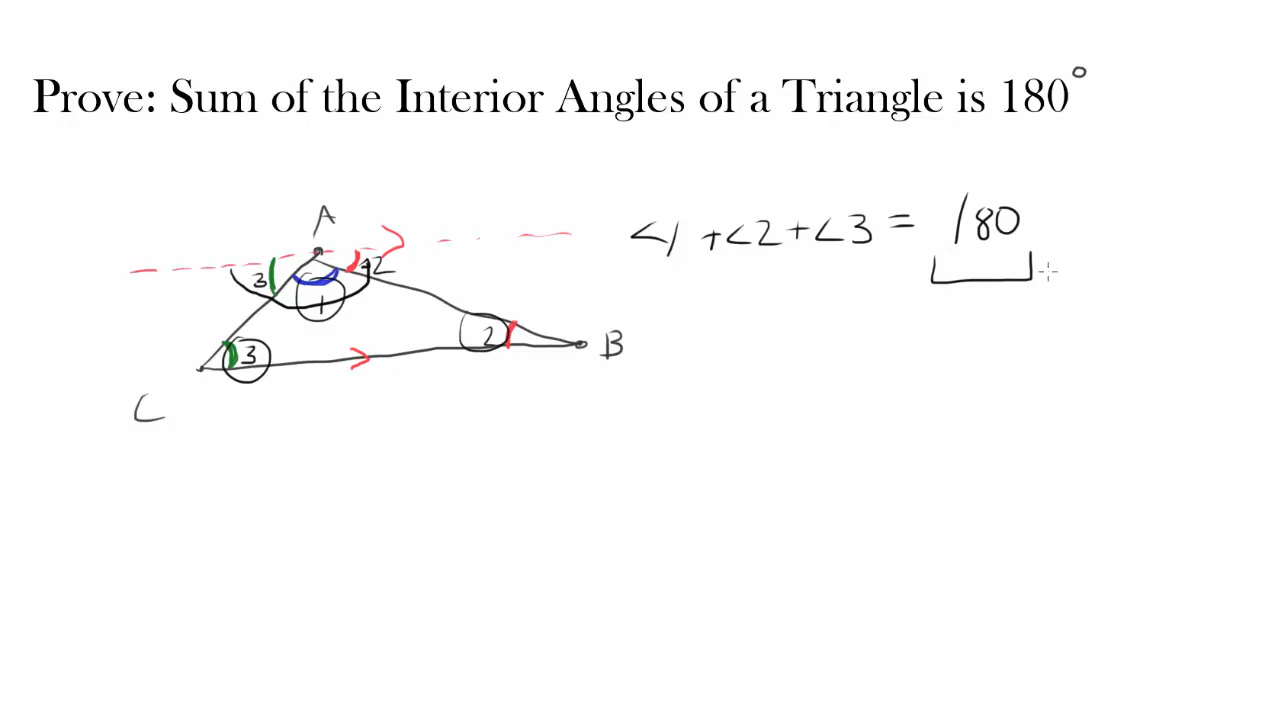 Prove: Sum of the Interior Angles of a Triangle is 180°
A
<1 +<2+<3 = 180
3
2
1
3
2
B
C